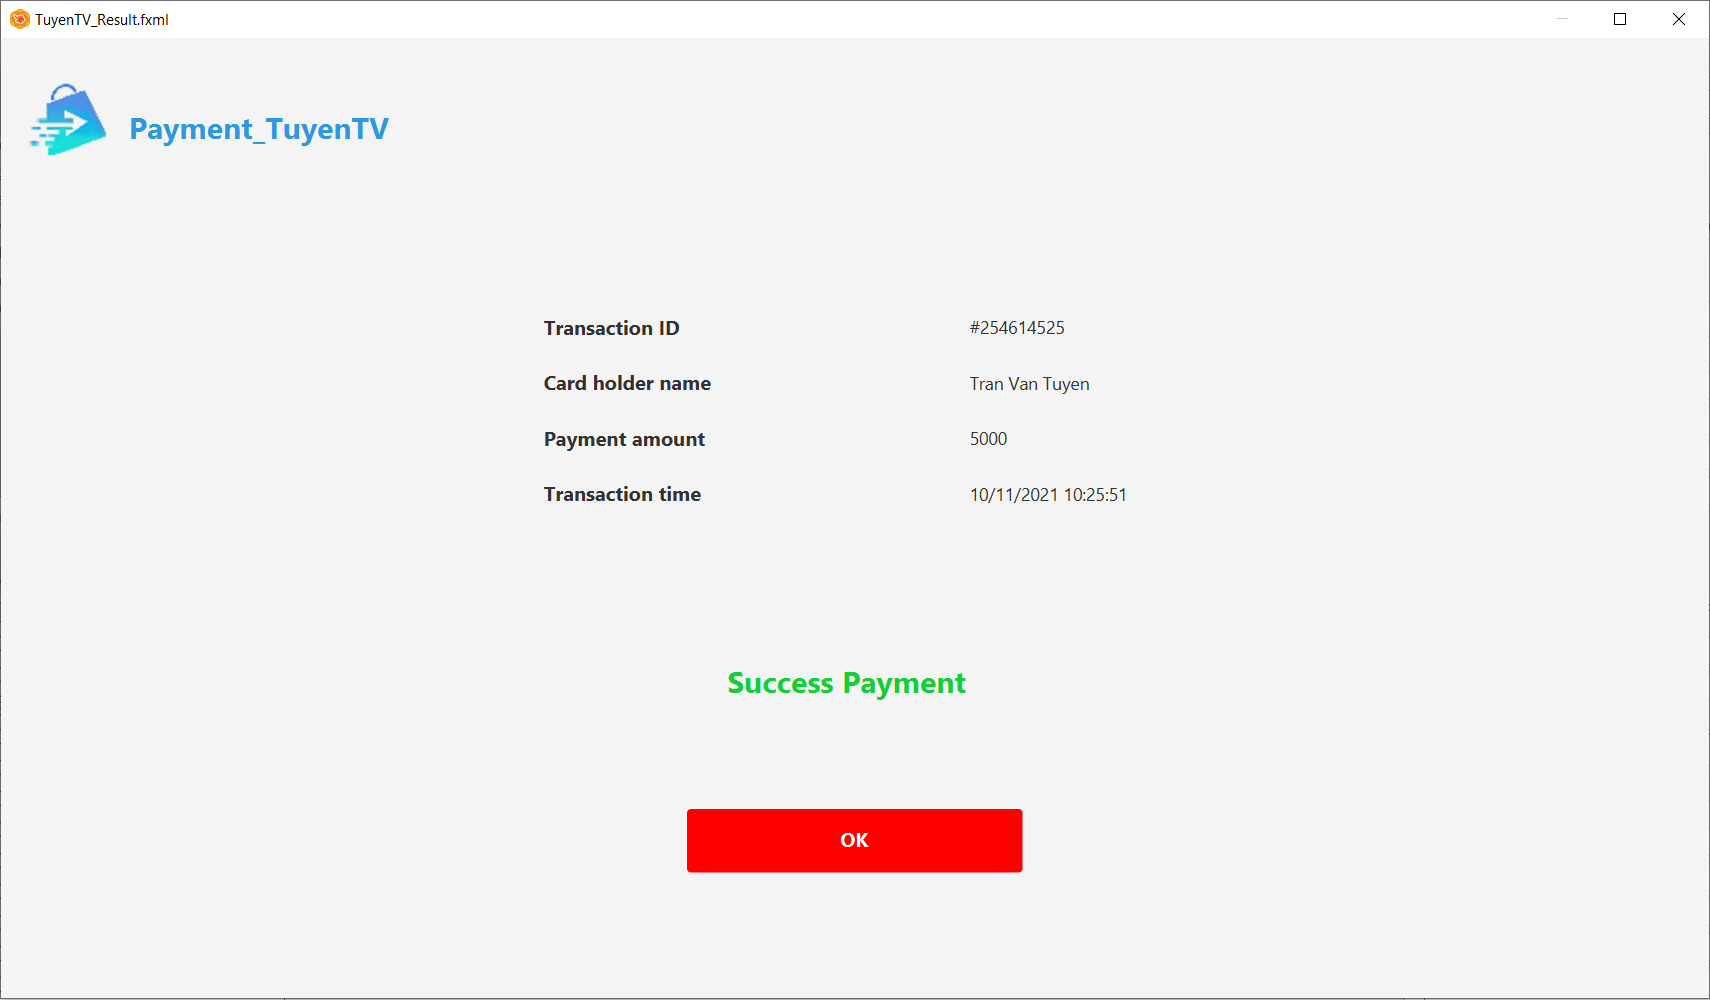 TuyenTV_Result.fxml
Payment_TuyenTV
Transaction ID #254614525
Card holder name Tran Van Tuyen
Payment amount 5000
Transaction time 10/11/2021 10:25:51
Success Payment
OK